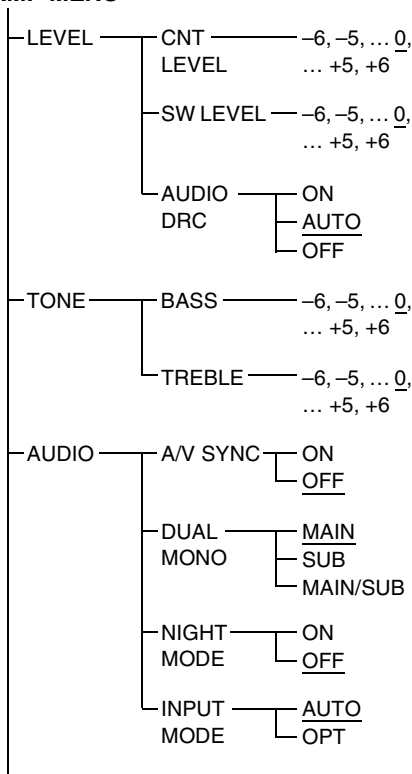 LEVEL CNT LEVEL –6, –5, … 0, … +5, +6
SW LEVEL –6, –5, … 0, … +5, +6
AUDIO DRC ON
AUTO
OFF
TONE BASS –6, –5, … 0, … +5, +6
TREBLE –6, –5, … 0, … +5, +6
AUDIO A/V SYNC ON
OFF
DUAL MONO MAIN
SUB
MAIN/SUB
NIGHT MODE ON
OFF
INPUT MODE AUTO
OPT